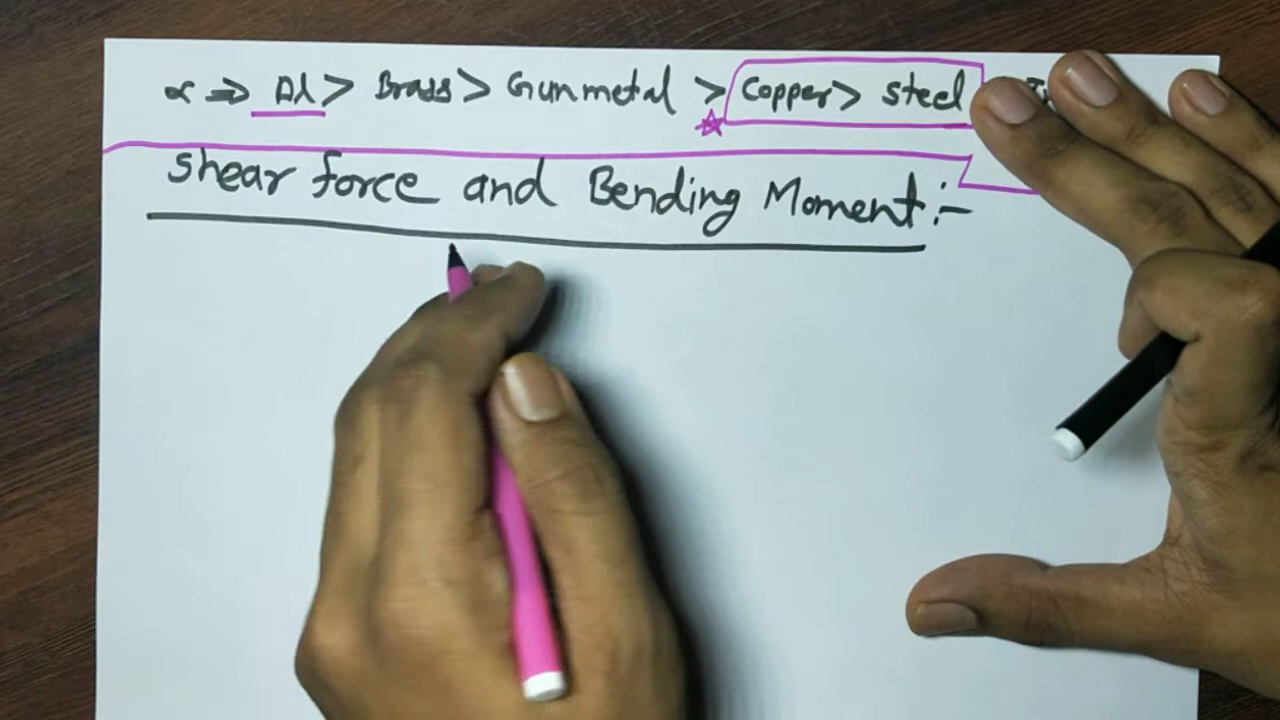 α ⇒ Al > Brass > Gunmetal > Copper > steel
shear force and Bending Moment :-